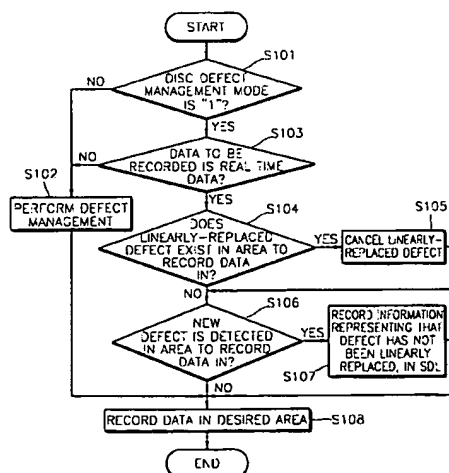 START
S101
NO
DISC DEFECT
MANAGEMENT MODE
IS "1"?
YES
S103
NO
DATA TO BE
RECORDED IS REAL TIME
DATA?
S102
YES
S104
PERFORM DEFECT
MANAGEMENT
DOES
LINEARLY-REPLACED
DEFECT EXIST IN AREA TO
RECORD DATA
IN?
YES
S105
CANCEL LINEARLY-
REPLACED DEFECT
NO
S106
NEW
DEFECT IS DETECTED
IN AREA TO RECORD
DATA IN?
YES
RECORD INFORMATION
REPRESENTING THAT
DEFECT HAS NOT
BEEN LINEARLY
REPLACED, IN SDL
S107
NO
RECORD DATA IN DESIRED AREA
S108
END